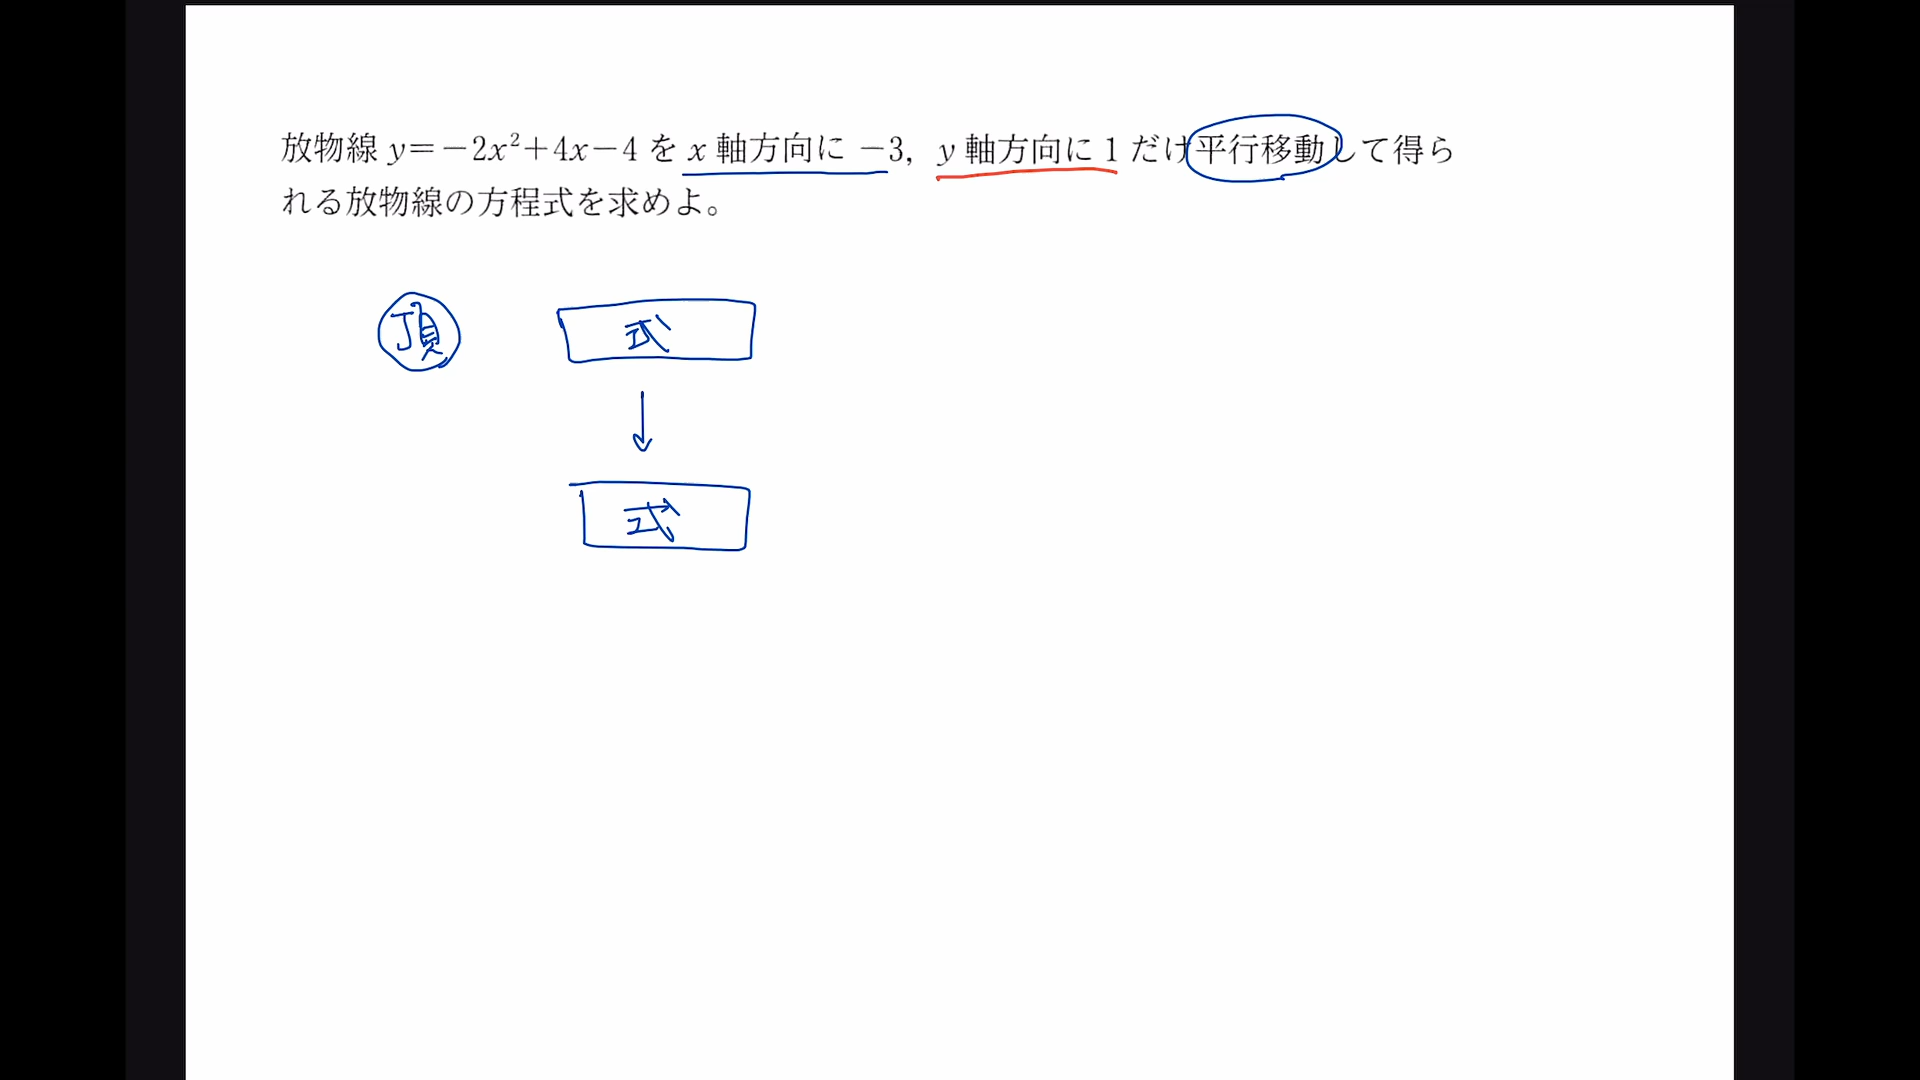 放物線 y＝－2x²＋4x－4 を x 軸方向に －3, y 軸方向に 1 だけ平行移動して得ら
れる放物線の方程式を求めよ。
頂 式
式